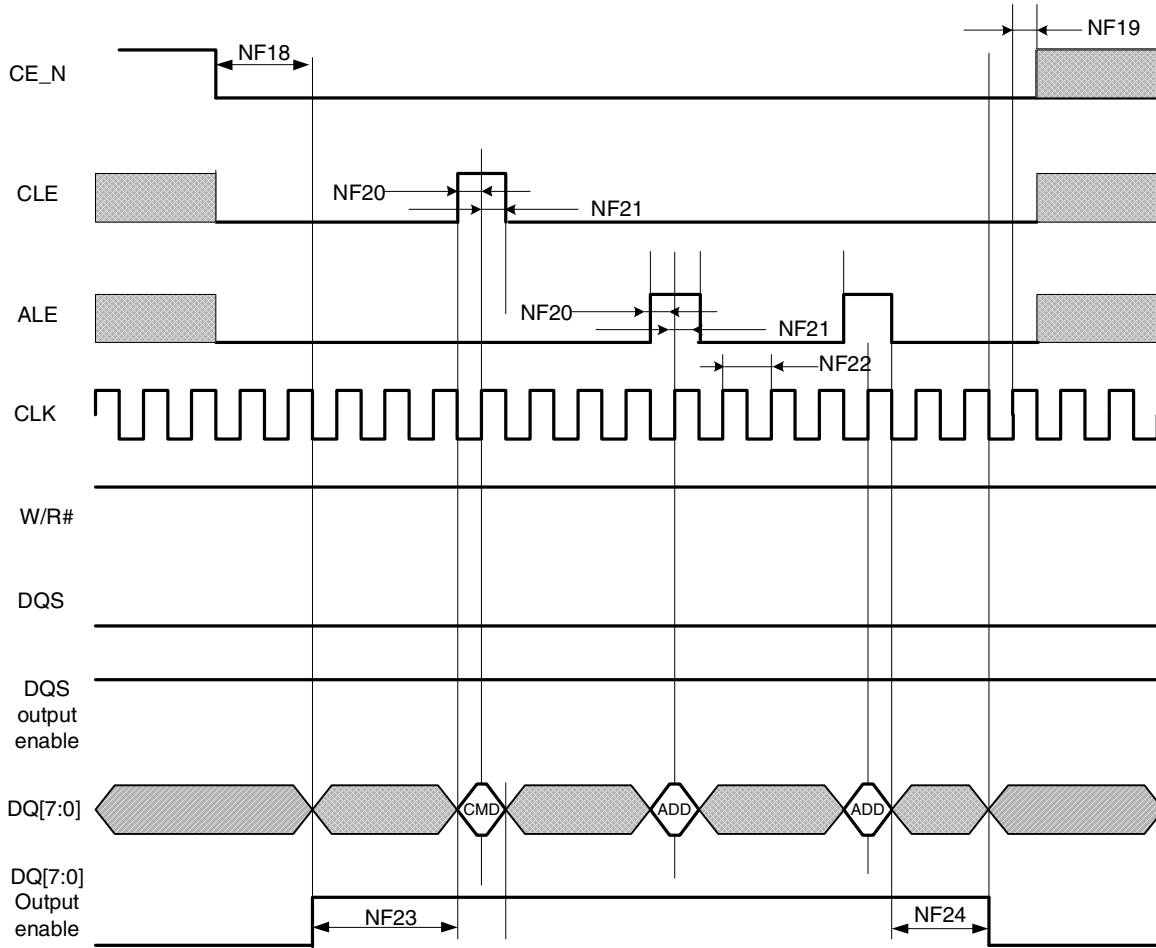 NF19
NF18
CE_N
CLE
NF20
NF21
ALE
NF20
NF21
NF22
CLK
W/R#
DQS
DQS
output
enable
DQ[7:0]
CMD
ADD
ADD
DQ[7:0]
Output
enable
NF23
NF24